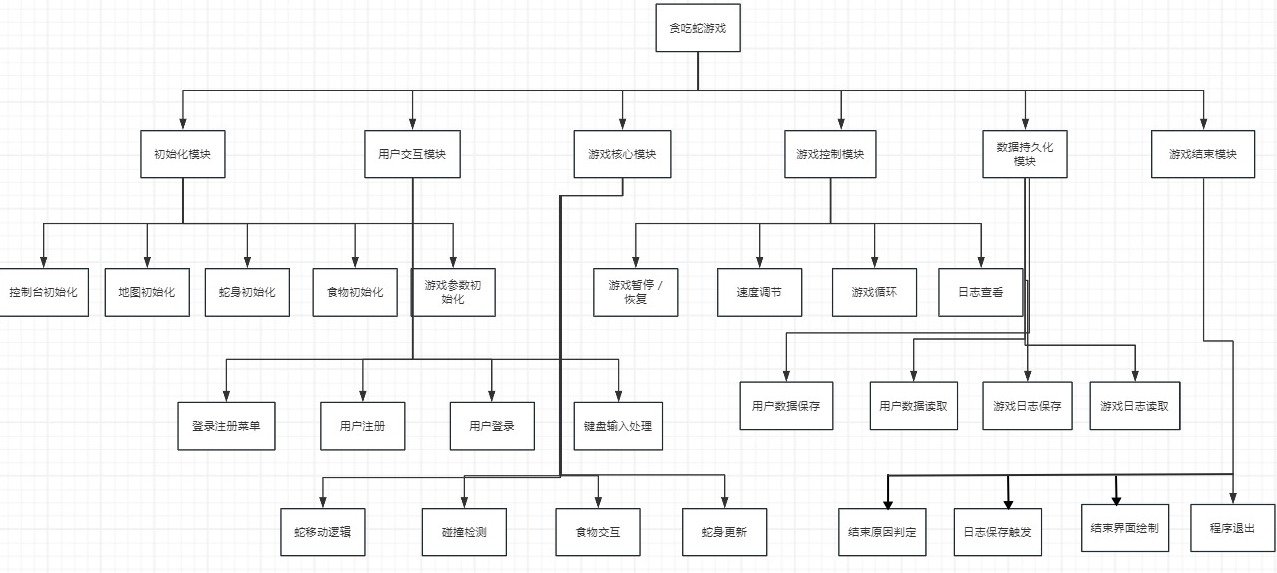 贪吃蛇游戏
初始化模块
用户交互模块
游戏核心模块
游戏控制模块
数据持久化
模块
游戏结束模块
控制台初始化
地图初始化
蛇身初始化
食物初始化
游戏参数初
始化
游戏暂停 /
恢复
速度调节
游戏循环
日志查看
用户数据保存
用户数据读取
游戏日志保存
游戏日志读取
登录注册菜单
用户注册
用户登录
键盘输入处理
蛇移动逻辑
碰撞检测
食物交互
蛇身更新
结束原因判定
日志保存触发
结束界面绘制
程序退出